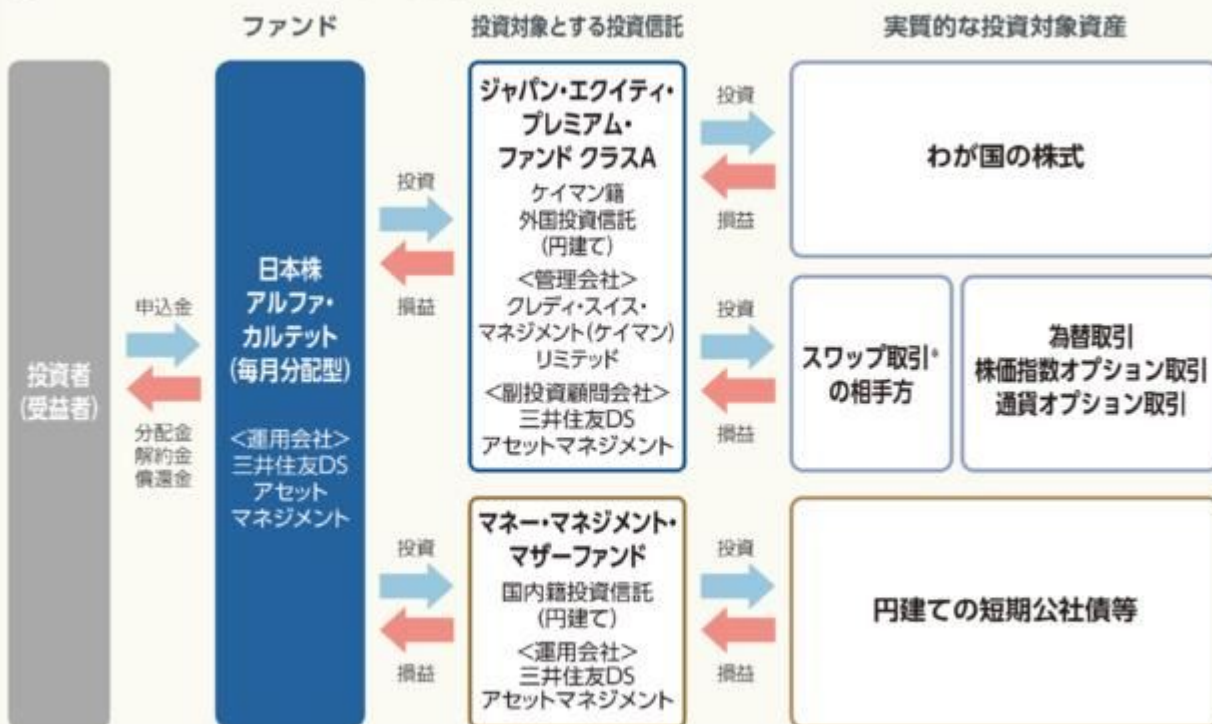 ファンド
投資対象とする投資信託
実質的な投資対象資産
投資者
(受益者)
申込金
分配金
解約金
償還金
日本株
アルファ・
カルテット
(毎月分配型)
<運用会社>
三井住友DS
アセット
マネジメント
投資
損益
ジャパン・エクイティ・
プレミアム・
ファンド クラスA
ケイマン籍
外国投資信託
(円建て)
<管理会社>
クレディ・スイス・
マネジメント(ケイマン)
リミテッド
<副投資顧問会社>
三井住友DS
アセットマネジメント
投資
損益
わが国の株式
投資
損益
スワップ取引*
の相手方
為替取引
株価指数オプション取引
通貨オプション取引
投資
損益
マネー・マネジメント・
マザーファンド
国内籍投資信託
(円建て)
<運用会社>
三井住友DS
アセットマネジメント
投資
損益
円建ての短期公社債等